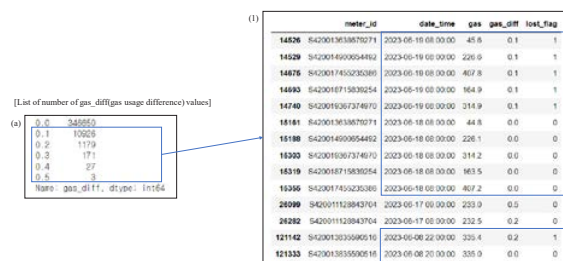 (1)
meter_id date_time gas gas_diff lost_flag
14526 S420013638679271 2023-06-19 08:00:00 45.6 0.1 1
14529 S420014900654492 2023-06-19 08:00:00 226.6 0.1 1
14675 S420017455235386 2023-06-19 08:00:00 407.8 0.1 1
14693 S420018715839254 2023-06-19 08:00:00 164.9 0.1 1
14740 S420019367374970 2023-06-19 08:00:00 314.9 0.1 1
15161 S420013638679271 2023-06-18 08:00:00 44.8 0.0 0
15188 S420014900654492 2023-06-18 08:00:00 226.1 0.0 0
15303 S420019367374970 2023-06-18 08:00:00 314.2 0.0 0
15319 S420018715839254 2023-06-18 08:00:00 163.5 0.0 0
15355 S420017455235386 2023-06-18 08:00:00 407.2 0.0 0
26099 S420011128843704 2023-06-17 09:00:00 233.0 0.5 0
26282 S420011128843704 2023-06-17 08:00:00 232.5 0.2 0
121142 S420013835590516 2023-06-08 22:00:00 335.4 0.2 1
121333 S420013835590516 2023-06-08 20:00:00 335.0 0.0 0
[List of number of gas_diff(gas usage difference) values]
(a)
0.0 346650
0.1 10926
0.2 1179
0.3 171
0.4 27
0.5 3
Name: gas_diff, dtype: int64